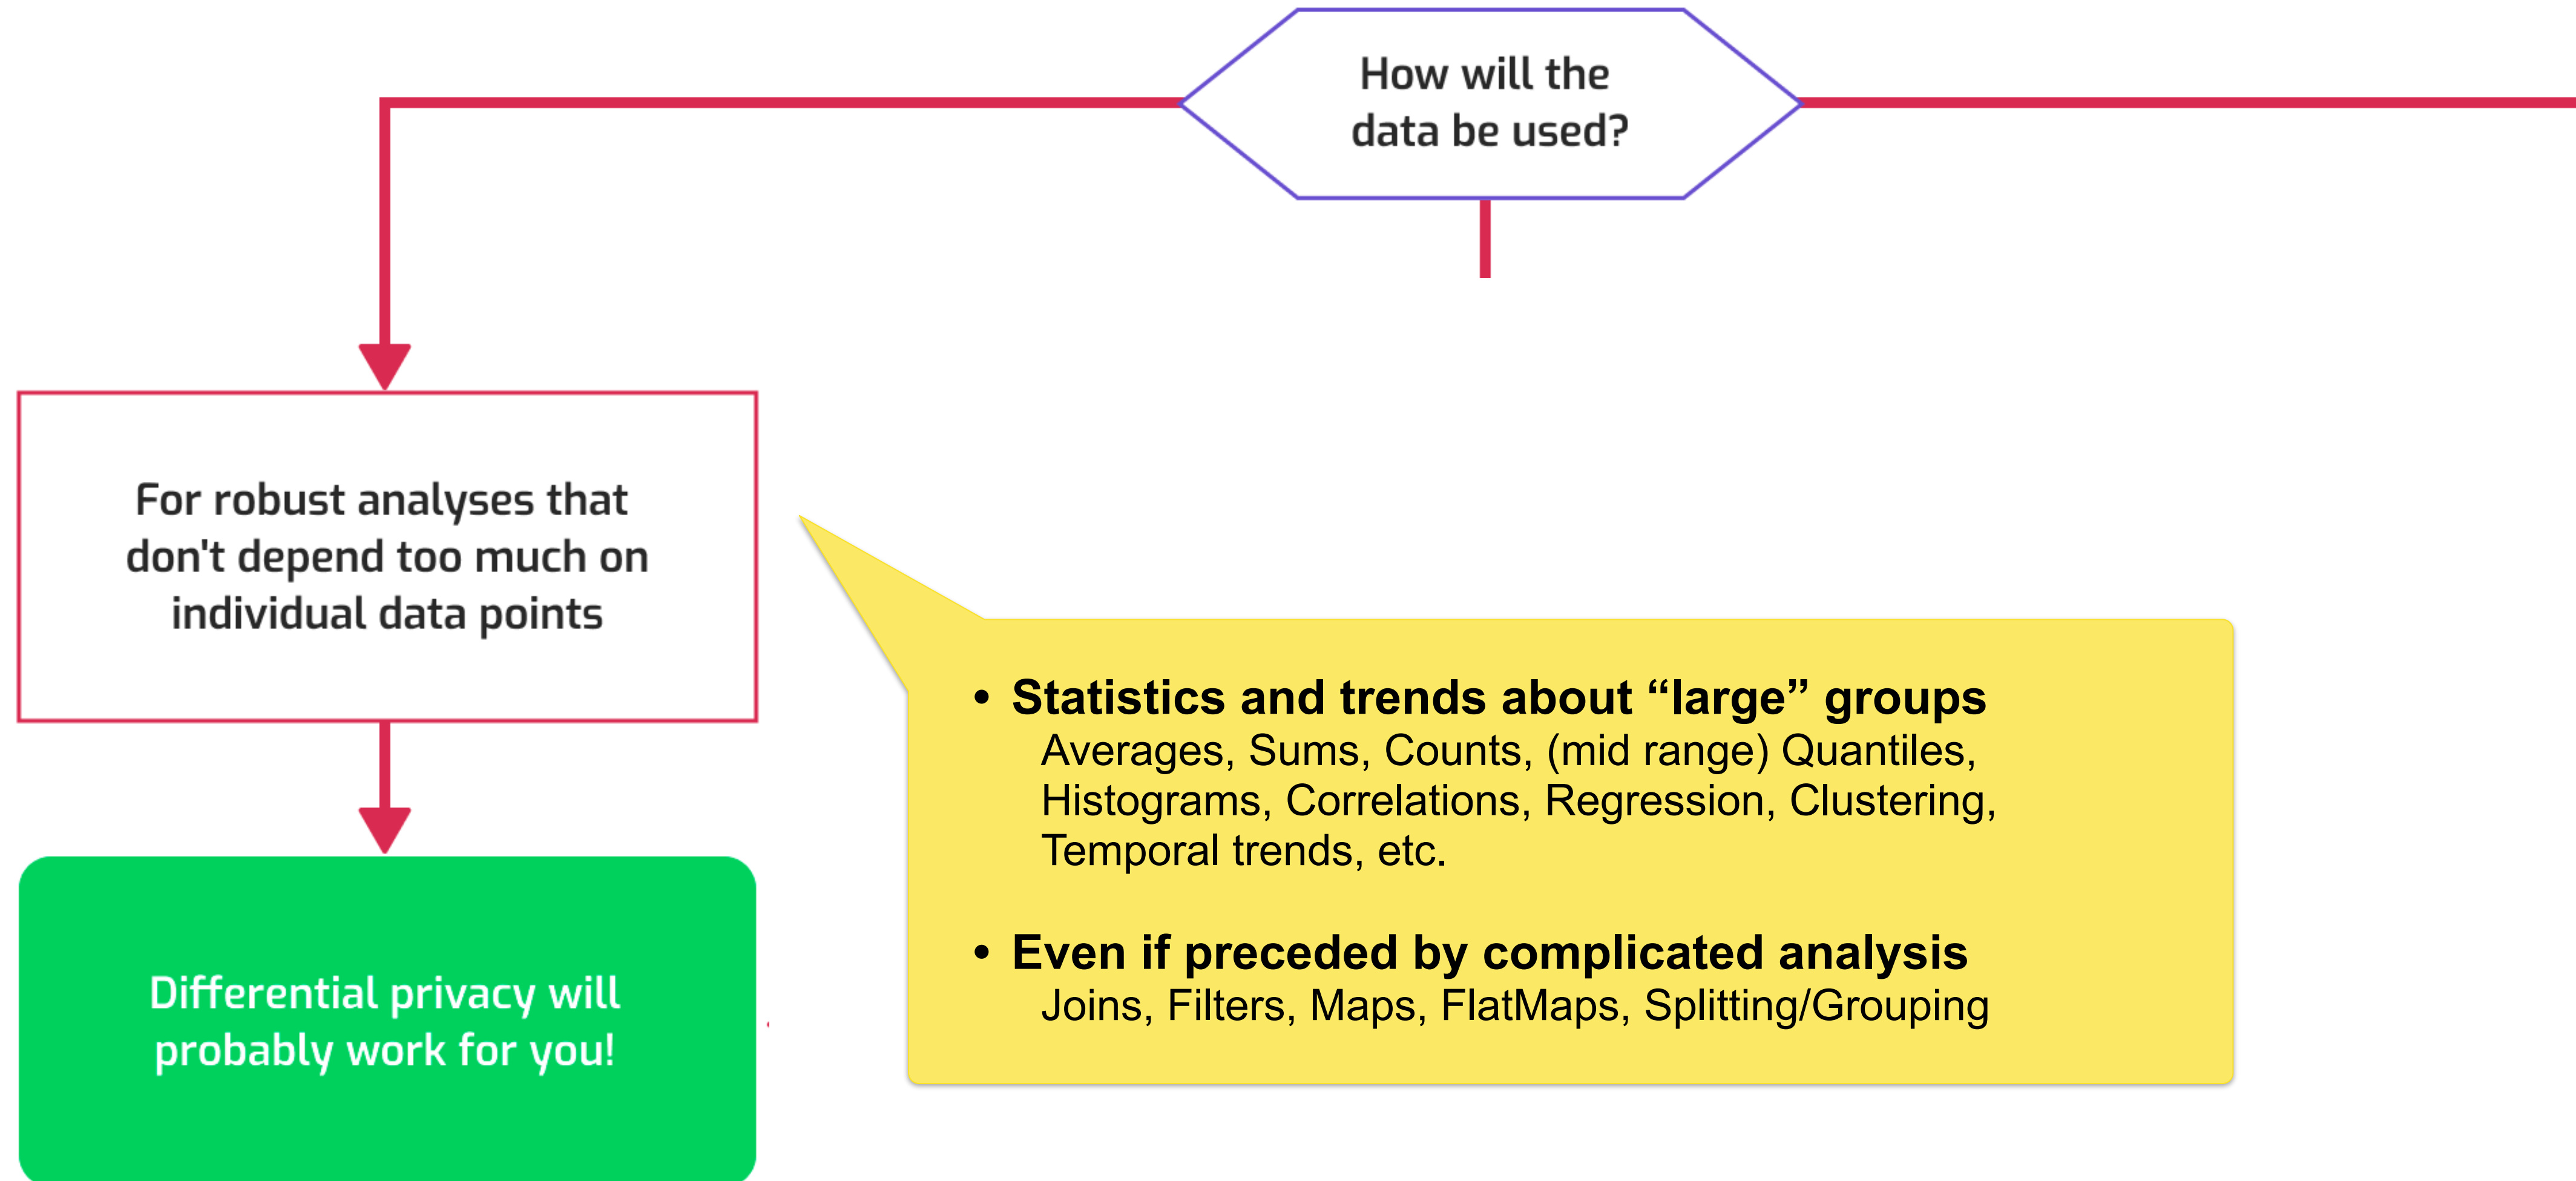 How will the
data be used?
For robust analyses that
don't depend too much on
individual data points
• Statistics and trends about “large” groups
Averages, Sums, Counts, (mid range) Quantiles,
Histograms, Correlations, Regression, Clustering,
Temporal trends, etc.
• Even if preceded by complicated analysis
Joins, Filters, Maps, FlatMaps, Splitting/Grouping
Differential privacy will
probably work for you!